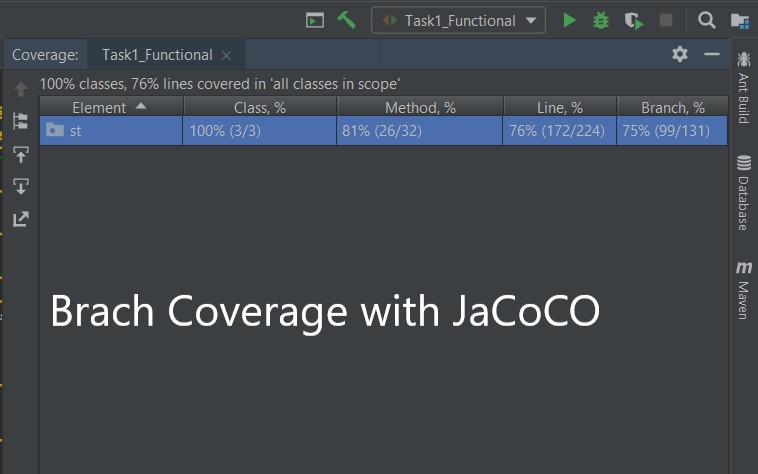 Task1_Functional
Coverage: Task1_Functional
100% classes, 76% lines covered in 'all classes in scope'
Element Class, % Method, % Line, % Branch, %
st 100% (3/3) 81% (26/32) 76% (172/224) 75% (99/131)
Brach Coverage with JaCoCO
Ant Build
Database
m Maven